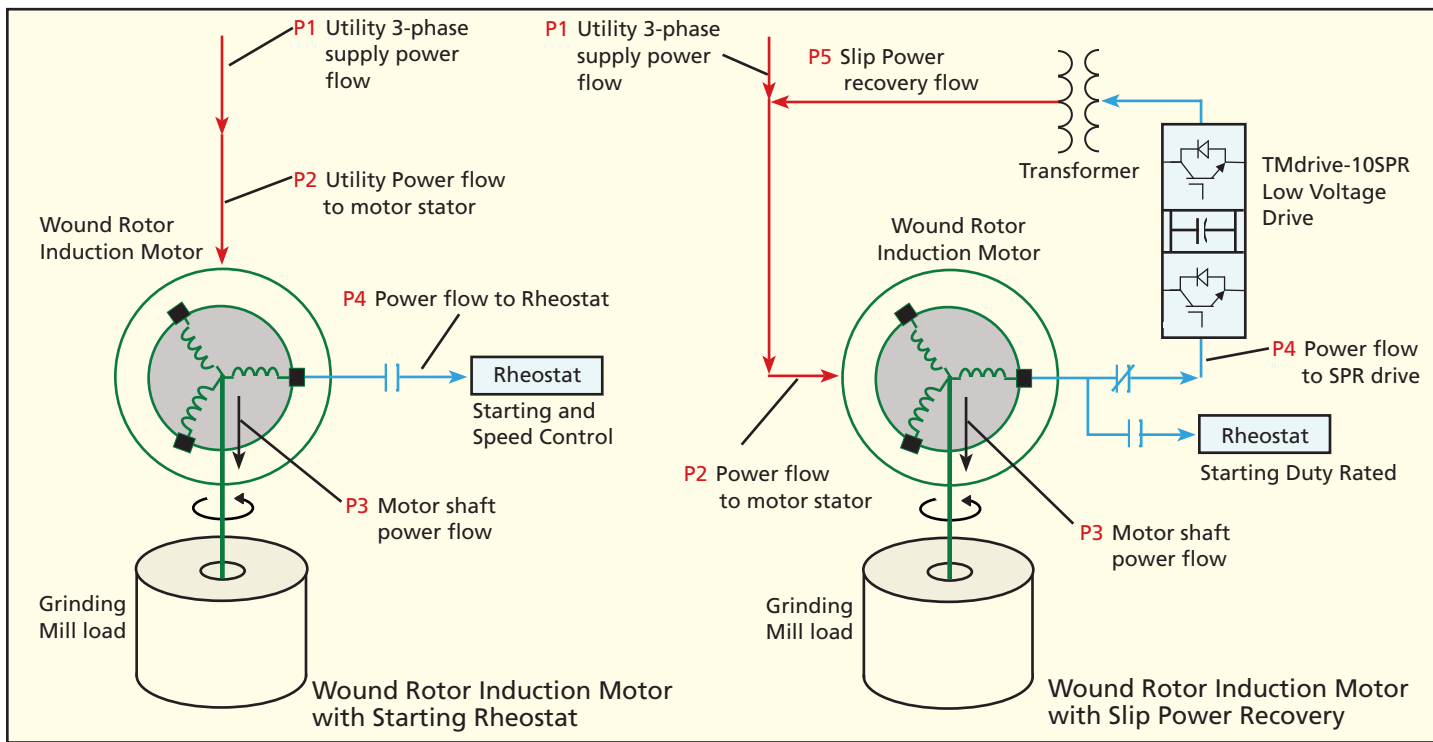 P1 Utility 3-phase
supply power
flow
P2 Utility Power flow
to motor stator
Wound Rotor
Induction Motor
P4 Power flow to Rheostat
Rheostat
Starting and
Speed Control
P3 Motor shaft
power flow
Grinding
Mill load
Wound Rotor Induction Motor
with Starting Rheostat
P1 Utility 3-phase
supply power
flow
P5 Slip Power
recovery flow
Transformer
TMdrive-10SPR
Low Voltage
Drive
Wound Rotor
Induction Motor
P4 Power flow
to SPR drive
Rheostat
Starting Duty Rated
P2 Power flow
to motor stator
P3 Motor shaft
power flow
Grinding
Mill load
Wound Rotor Induction Motor
with Slip Power Recovery